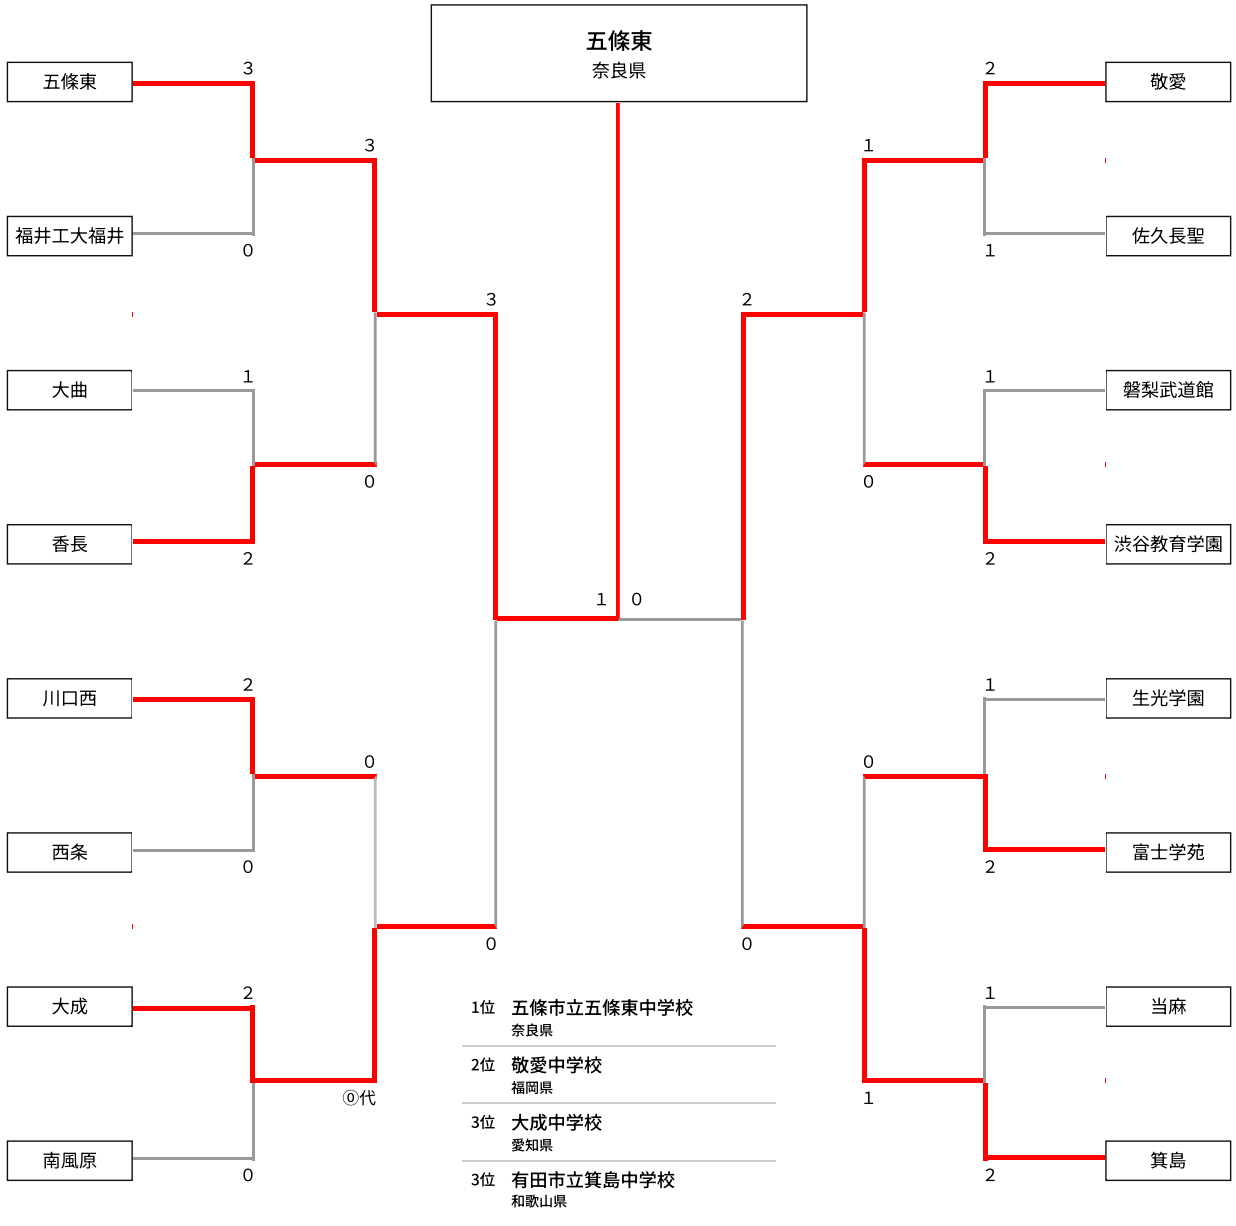 五條東
奈良県
五條東
3
3
福井工大福井
0
3
大曲
1
0
香長
2
川口西
2
0
西条
0
0
大成
2
⓪代
南風原
0
1
0
敬愛
2
1
佐久長聖
1
2
磐梨武道館
1
0
渋谷教育学園
2
生光学園
1
0
富士学苑
2
0
当麻
1
1
箕島
2
1位 五條市立五條東中学校
奈良県
2位 敬愛中学校
福岡県
3位 大成中学校
愛知県
3位 有田市立箕島中学校
和歌山県